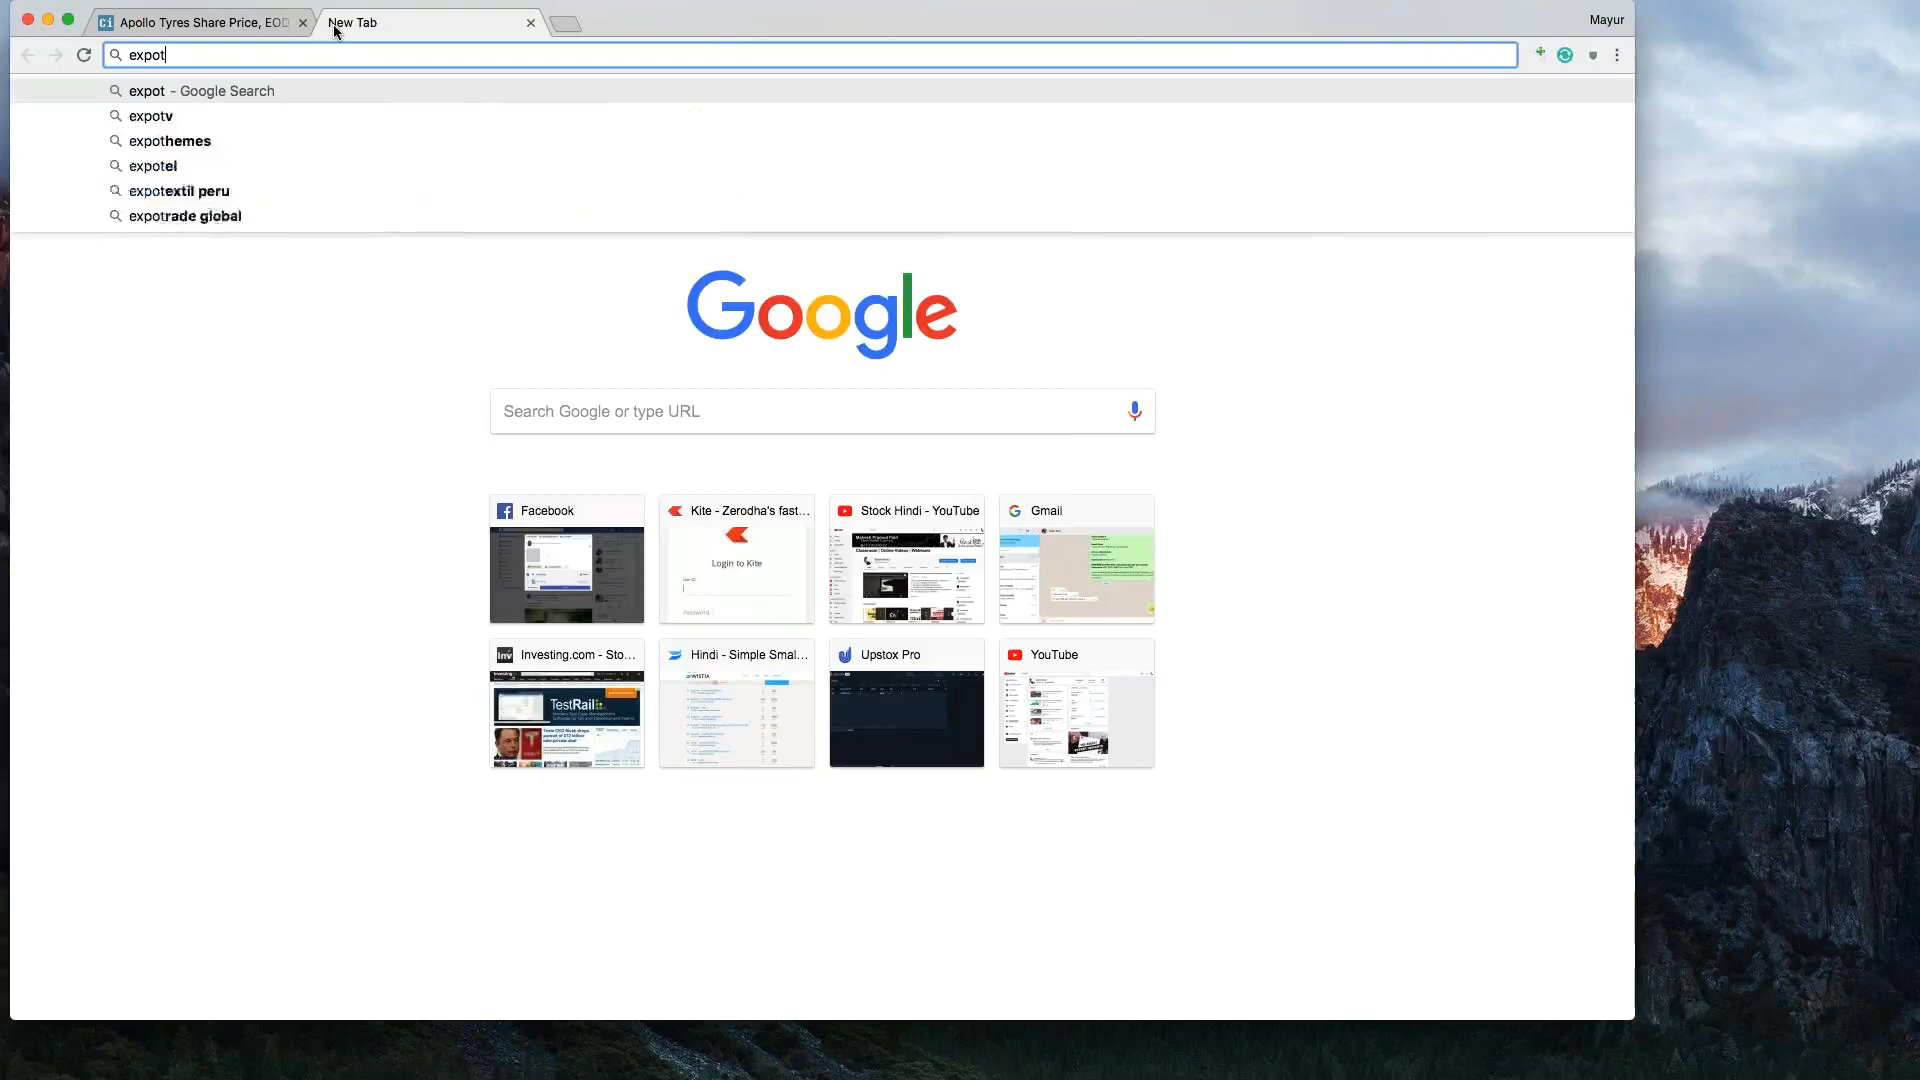 Apollo Tyres Share Price, EOD
New Tab
Mayur
expot
expot - Google Search
expotv
expothemes
expotel
expotextil peru
expotrade global
Google
Search Google or type URL
Facebook
Kite - Zerodha's fast...
Stock Hindi - YouTube
Gmail
Login to Kite
Password
Investing.com - Sto...
Hindi - Simple Smal...
Upstox Pro
YouTube
WISTIA
TestRail